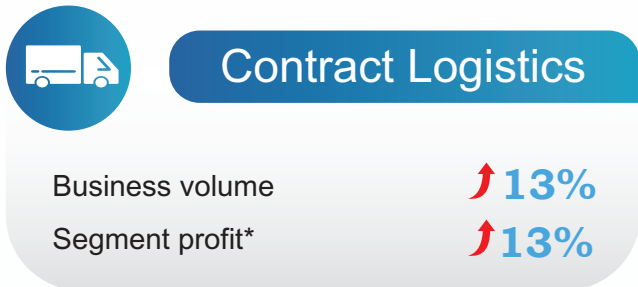 Contract Logistics
Business volume 13%
Segment profit* 13%